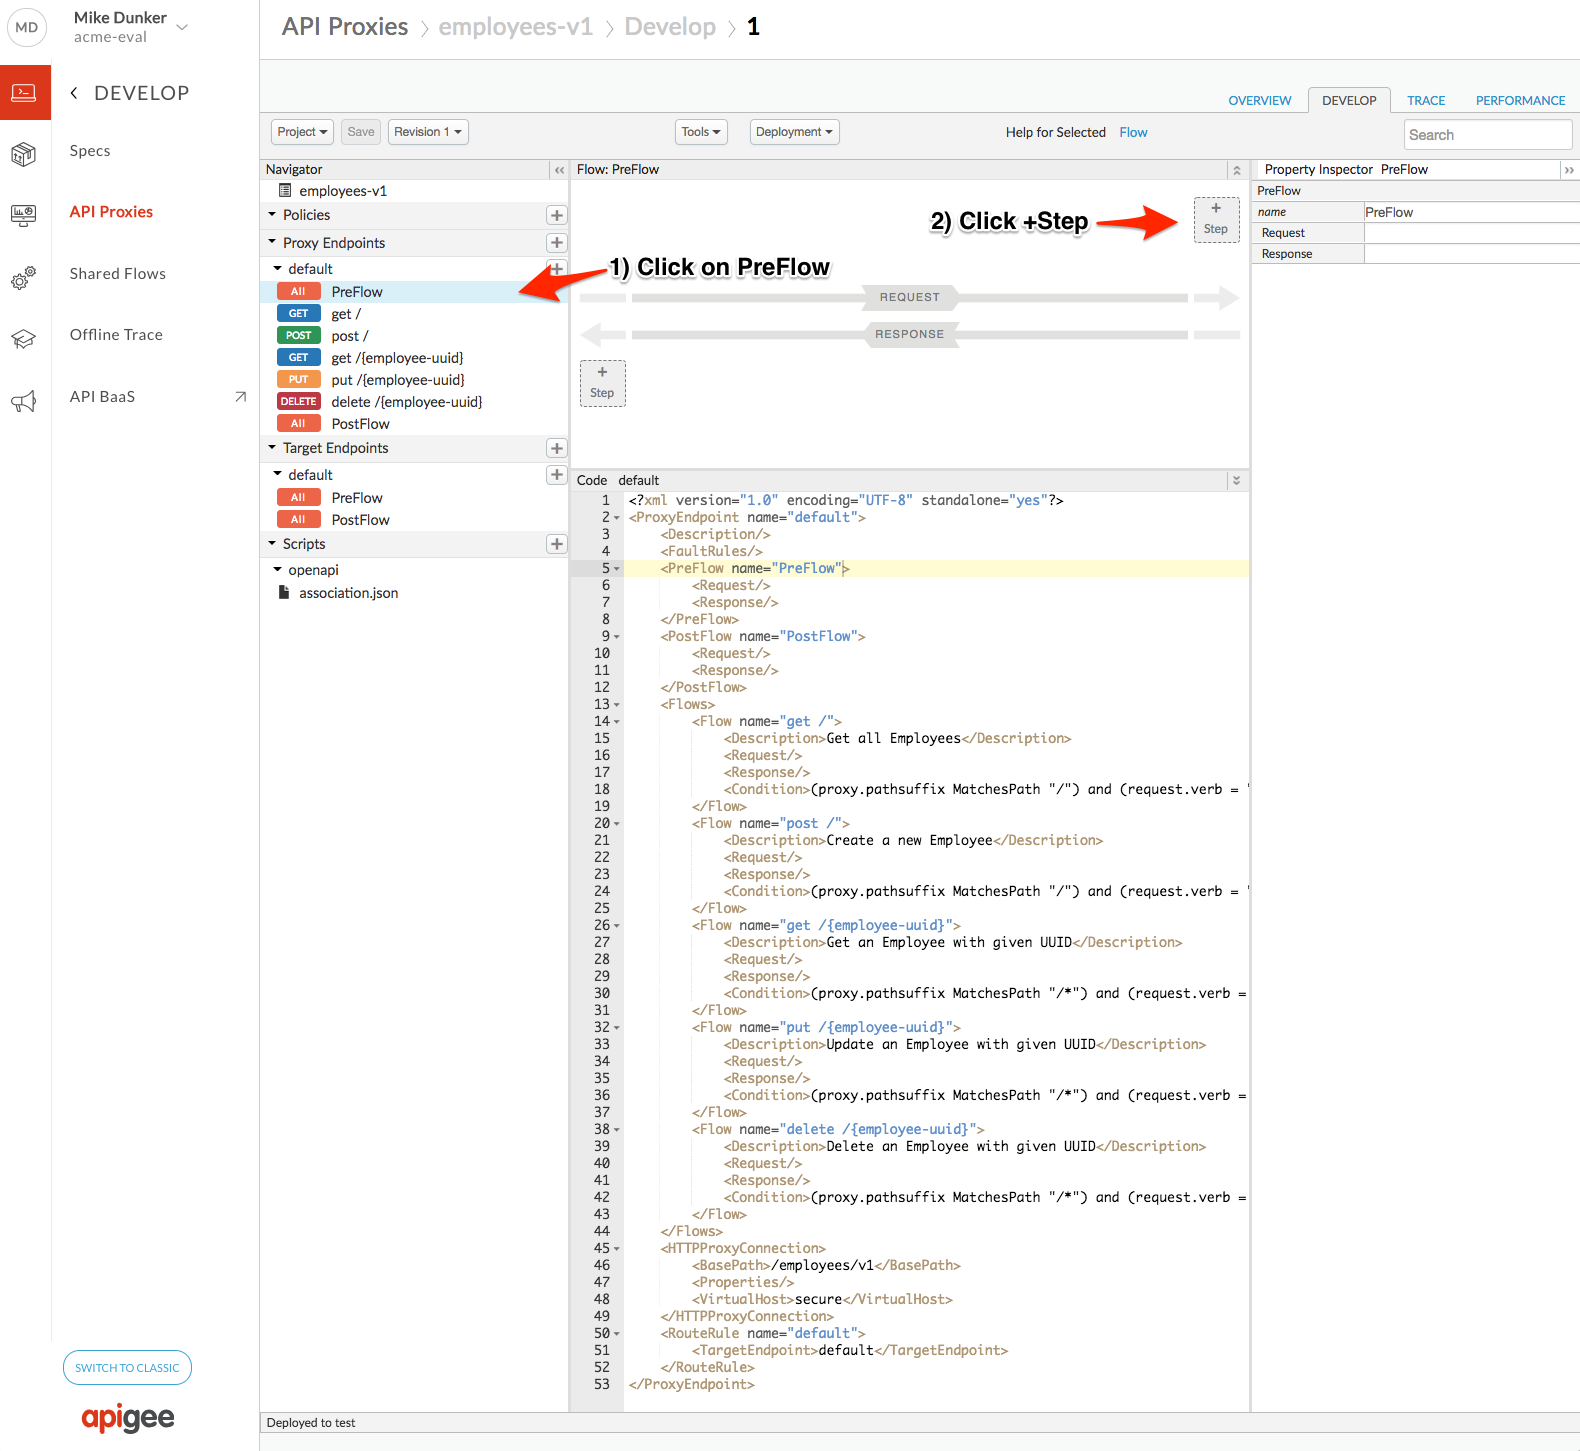 MD
Mike Dunker
acme-eval
API Proxies > employees-v1 > Develop > 1
DEVELOP
Specs
API Proxies
Shared Flows
Offline Trace
API BaaS
SWITCH TO CLASSIC
apigee
OVERVIEW DEVELOP TRACE PERFORMANCE
Project Save Revision 1 Tools Deployment Help for Selected Flow Search
Navigator «
employees-v1
Policies +
Proxy Endpoints +
default +
All PreFlow
GET get /
POST post /
GET get /{employee-uuid}
PUT put /{employee-uuid}
DELETE delete /{employee-uuid}
All PostFlow
Target Endpoints +
default +
All PreFlow
All PostFlow
Scripts +
openapi
association.json
Flow: PreFlow
2) Click +Step
+
Step
1) Click on PreFlow
REQUEST
RESPONSE
+
Step
Property Inspector PreFlow »
PreFlow
name PreFlow
Request
Response
Code default
1 <?xml version="1.0" encoding="UTF-8" standalone="yes"?>
2 <ProxyEndpoint name="default">
3 <Description/>
4 <FaultRules/>
5 <PreFlow name="PreFlow">
6 <Request/>
7 <Response/>
8 </PreFlow>
9 <PostFlow name="PostFlow">
10 <Request/>
11 <Response/>
12 </PostFlow>
13 <Flows>
14 <Flow name="get /">
15 <Description>Get all Employees</Description>
16 <Request/>
17 <Response/>
18 <Condition>(proxy.pathsuffix MatchesPath "/") and (request.verb = "
19 </Flow>
20 <Flow name="post /">
21 <Description>Create a new Employee</Description>
22 <Request/>
23 <Response/>
24 <Condition>(proxy.pathsuffix MatchesPath "/") and (request.verb = "
25 </Flow>
26 <Flow name="get /{employee-uuid}">
27 <Description>Get an Employee with given UUID</Description>
28 <Request/>
29 <Response/>
30 <Condition>(proxy.pathsuffix MatchesPath "/*") and (request.verb =
31 </Flow>
32 <Flow name="put /{employee-uuid}">
33 <Description>Update an Employee with given UUID</Description>
34 <Request/>
35 <Response/>
36 <Condition>(proxy.pathsuffix MatchesPath "/*") and (request.verb =
37 </Flow>
38 <Flow name="delete /{employee-uuid}">
39 <Description>Delete an Employee with given UUID</Description>
40 <Request/>
41 <Response/>
42 <Condition>(proxy.pathsuffix MatchesPath "/*") and (request.verb =
43 </Flow>
44 </Flows>
45 <HTTPProxyConnection>
46 <BasePath>/employees/v1</BasePath>
47 <Properties/>
48 <VirtualHost>secure</VirtualHost>
49 </HTTPProxyConnection>
50 <RouteRule name="default">
51 <TargetEndpoint>default</TargetEndpoint>
52 </RouteRule>
53 </ProxyEndpoint>
Deployed to test